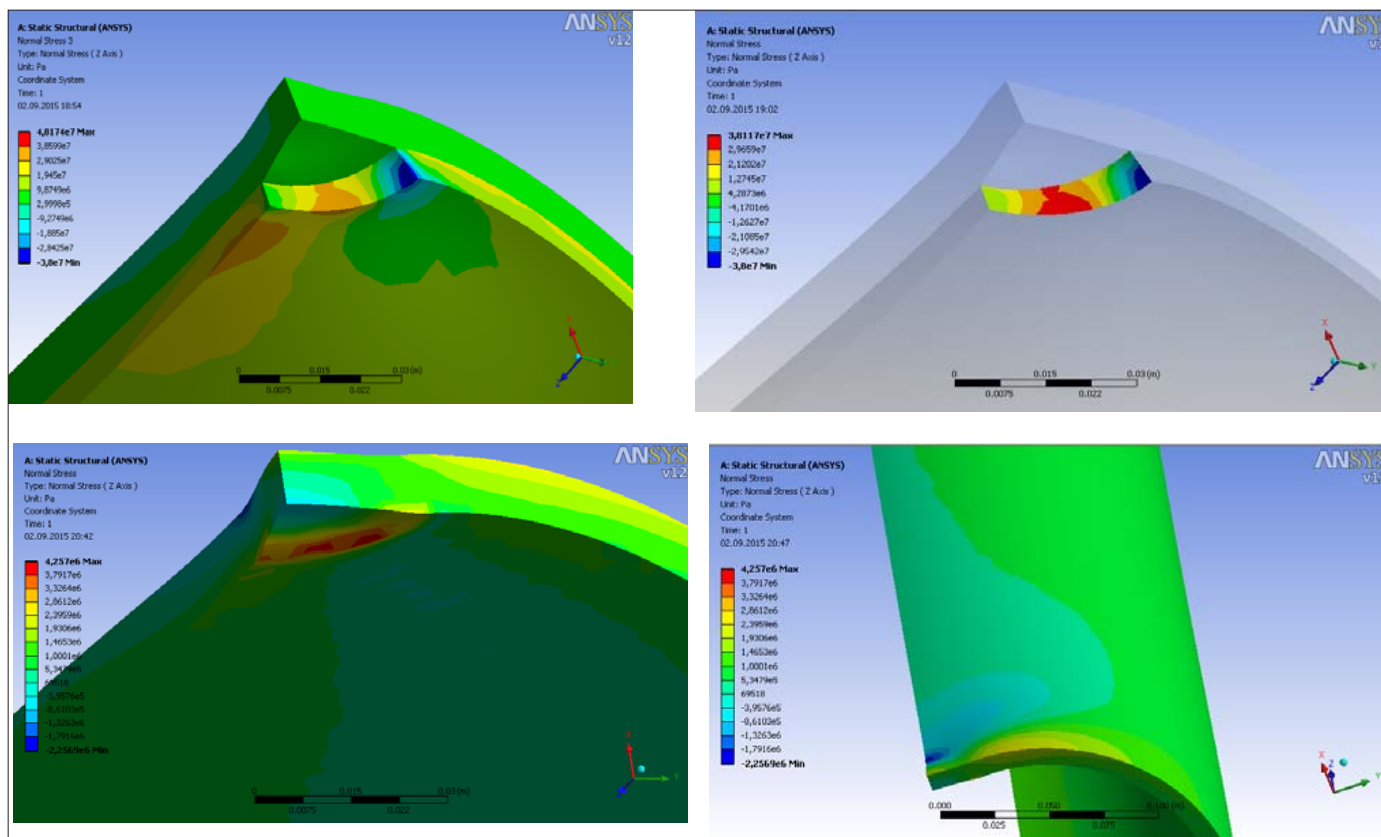 A: Static Structural (ANSYS)
Normal Stress 3
Type: Normal Stress ( Z Axis )
Unit: Pa
Coordinate System
Time: 1
02.09.2015 18:54
4,8174e7 Max
3,8599e7
2,9025e7
1,945e7
9,8749e6
2,9998e5
-9,2749e6
-1,885e7
-2,8425e7
-3,8e7 Min
ANSYS
v12
0
0.015
0.03 (m)
0.0075
0.022
A: Static Structural (ANSYS)
Normal Stress
Type: Normal Stress ( Z Axis )
Unit: Pa
Coordinate System
Time: 1
02.09.2015 19:02
3,8117e7 Max
2,9659e7
2,1202e7
1,2745e7
4,2873e6
-4,1701e6
-1,2627e7
-2,1085e7
-2,9542e7
-3,8e7 Min
0
0.015
0.03 (m)
0.0075
0.022
X
Y
Z
A: Static Structural (ANSYS)
Normal Stress
Type: Normal Stress ( Z Axis )
Unit: Pa
Coordinate System
Time: 1
02.09.2015 20:42
4,257e6 Max
3,7917e6
3,3264e6
2,8612e6
2,3959e6
1,9306e6
1,4653e6
1,0001e6
5,3479e5
69518
-3,9576e5
-8,6103e5
-1,3263e6
-1,7916e6
-2,2569e6 Min
ANSYS
v12
0
0.015
0.03 (m)
0.0075
0.022
Y
A: Static Structural (ANSYS)
Normal Stress
Type: Normal Stress ( Z Axis )
Unit: Pa
Coordinate System
Time: 1
02.09.2015 20:47
4,257e6 Max
3,7917e6
3,3264e6
2,8612e6
2,3959e6
1,9306e6
1,4653e6
1,0001e6
5,3479e5
69518
-3,9576e5
-8,6103e5
-1,3263e6
-1,7916e6
-2,2569e6 Min
0.000
0.050
0.100 (m)
0.025
0.075
X
Z
Y